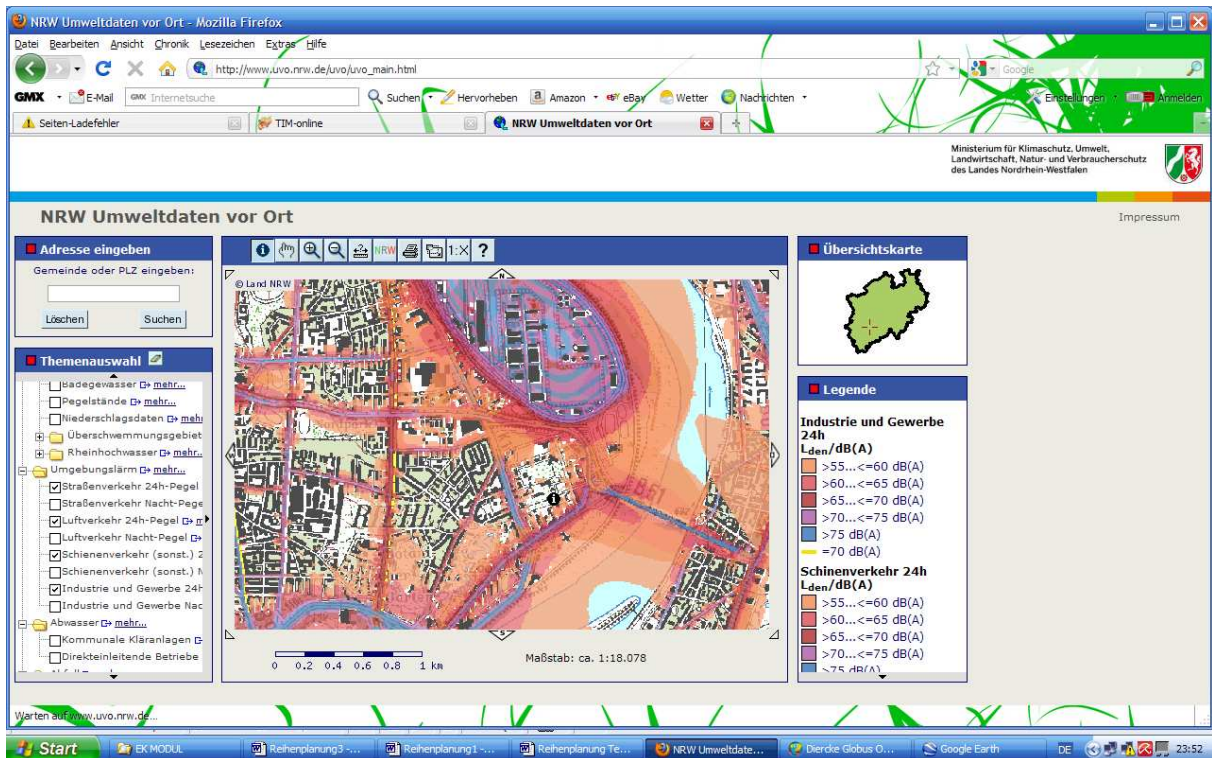 NRW Umweltdaten vor Ort - Mozilla Firefox
Datei Bearbeiten Ansicht Chronik Lesezeichen Extras Hilfe
http://www.uvo.nrw.de/uvo/uvo_main.html
Google
GMX E-Mail GMX Internetsuche Suchen Hervorheben Amazon eBay Wetter Nachrichten Einstellungen Anmelden
Seiten-Ladefehler TIM-online NRW Umweltdaten vor Ort
Ministerium für Klimaschutz, Umwelt,
Landwirtschaft, Natur- und Verbraucherschutz
des Landes Nordrhein-Westfalen
NRW Umweltdaten vor Ort
Impressum
Adresse eingeben
Gemeinde oder PLZ eingeben:
Löschen Suchen
Themenauswahl
Badegewässer mehr...
Pegelstände mehr...
Niederschlagsdaten meh
Überschwemmungsgebiet
Rheinhochwasser mehr.
Umgebungslärm mehr...
Straßenverkehr 24h-Pegel
Straßenverkehr Nacht-Pege
Luftverkehr 24h-Pegel m
Luftverkehr Nacht-Pegel
Schienenverkehr (sonst.) 2
Schienenverkehr (sonst.) N
Industrie und Gewerbe 24h
Industrie und Gewerbe Nac
Abwasser mehr...
Kommunale Kläranlagen
Direkteinleitende Betriebe
NRW 1:X ?
© Land NRW
N
RIEHL
S
0 0.2 0.4 0.6 0.8 1 km
Maßstab: ca. 1:18.078
Übersichtskarte
Legende
Industrie und Gewerbe
24h
Lden/dB(A)
>55...<=60 dB(A)
>60...<=65 dB(A)
>65...<=70 dB(A)
>70...<=75 dB(A)
>75 dB(A)
=70 dB(A)
Schinenverkehr 24h
Lden/dB(A)
>55...<=60 dB(A)
>60...<=65 dB(A)
>65...<=70 dB(A)
>70...<=75 dB(A)
>75 dB(A)
Warten auf www.uvo.nrw.de...
Start EK MODUL Reihenplanung3 -... Reihenplanung1 -... Reihenplanung Te... NRW Umweltdate... Diercke Globus O... Google Earth DE 23:52